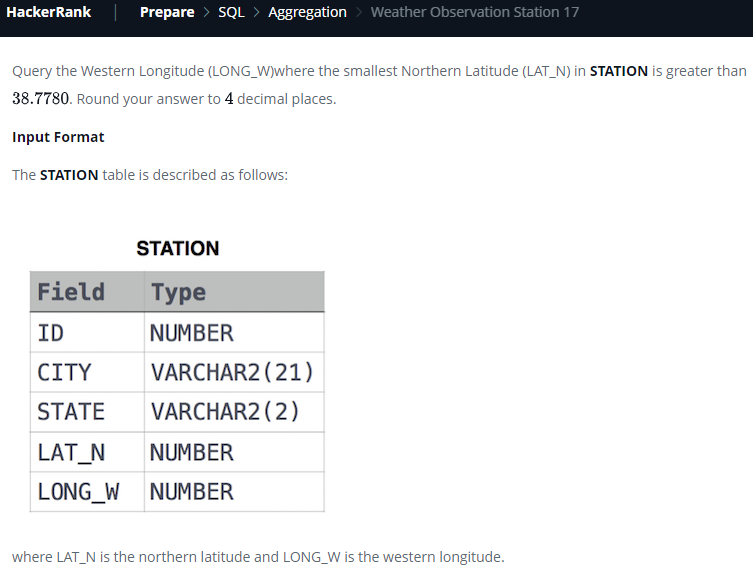 HackerRank | Prepare > SQL > Aggregation > Weather Observation Station 17
Query the Western Longitude (LONG_W)where the smallest Northern Latitude (LAT_N) in STATION is greater than
38.7780. Round your answer to 4 decimal places.
Input Format
The STATION table is described as follows:
STATION
Field Type
ID NUMBER
CITY VARCHAR2(21)
STATE VARCHAR2(2)
LAT_N NUMBER
LONG_W NUMBER
where LAT_N is the northern latitude and LONG_W is the western longitude.